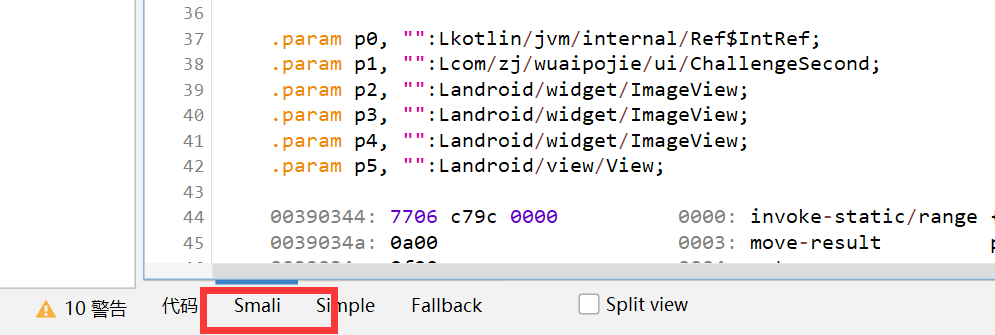 36
37 .param p0, "":Lkotlin/jvm/internal/Ref$IntRef;
38 .param p1, "":Lcom/zj/wuaipojie/ui/ChallengeSecond;
39 .param p2, "":Landroid/widget/ImageView;
40 .param p3, "":Landroid/widget/ImageView;
41 .param p4, "":Landroid/widget/ImageView;
42 .param p5, "":Landroid/view/View;
43
44 00390344: 7706 c79c 0000 0000: invoke-static/range {
45 0039034a: 0a00 0003: move-result p
10 警告 代码 Smali Simple Fallback Split view